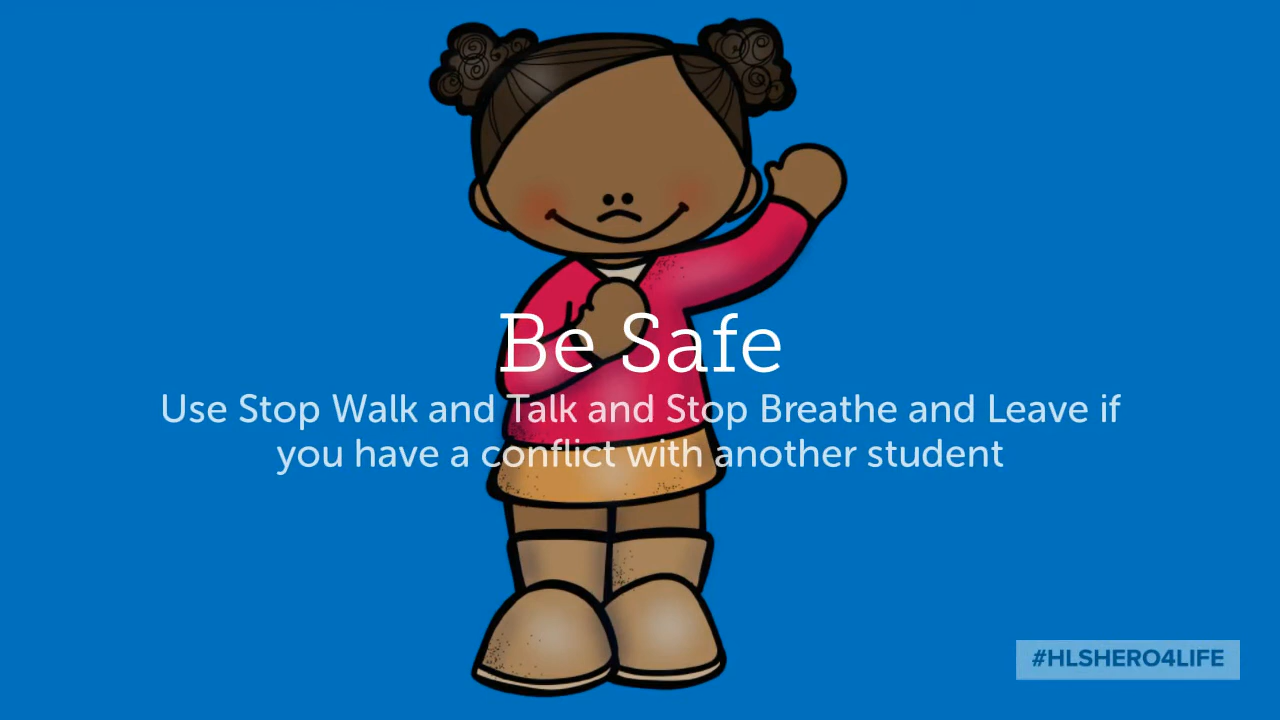 Be Safe
Use Stop Walk and Talk and Stop Breathe and Leave if
you have a conflict with another student
#HLSHERO4LIFE